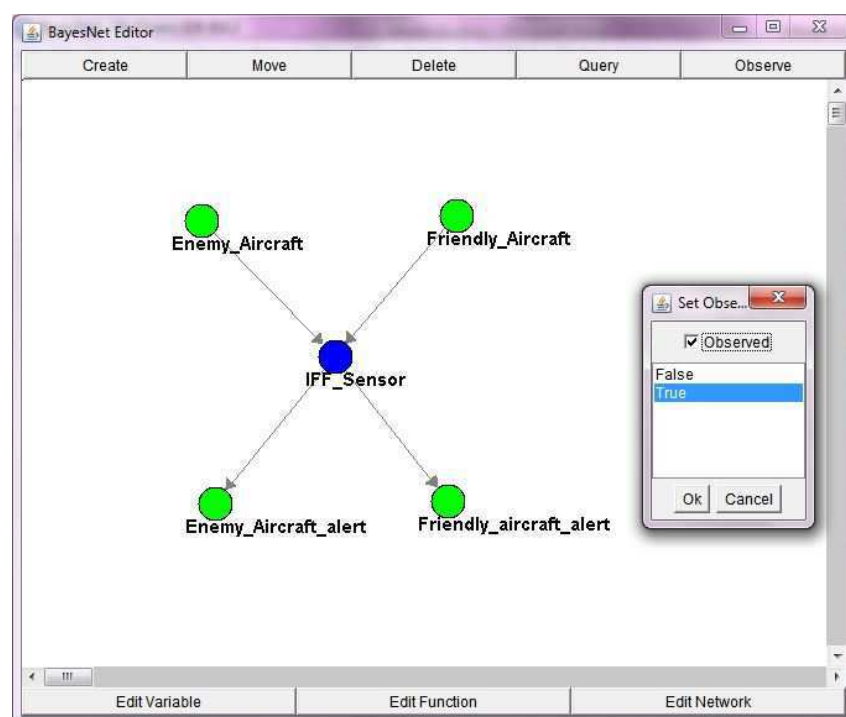 BayesNet Editor
Create Move Delete Query Observe
Enemy_Aircraft
Friendly_Aircraft
IFF_Sensor
Enemy_Aircraft_alert
Friendly_aircraft_alert
Set Obse...
Observed
False
True
Ok Cancel
Edit Variable Edit Function Edit Network